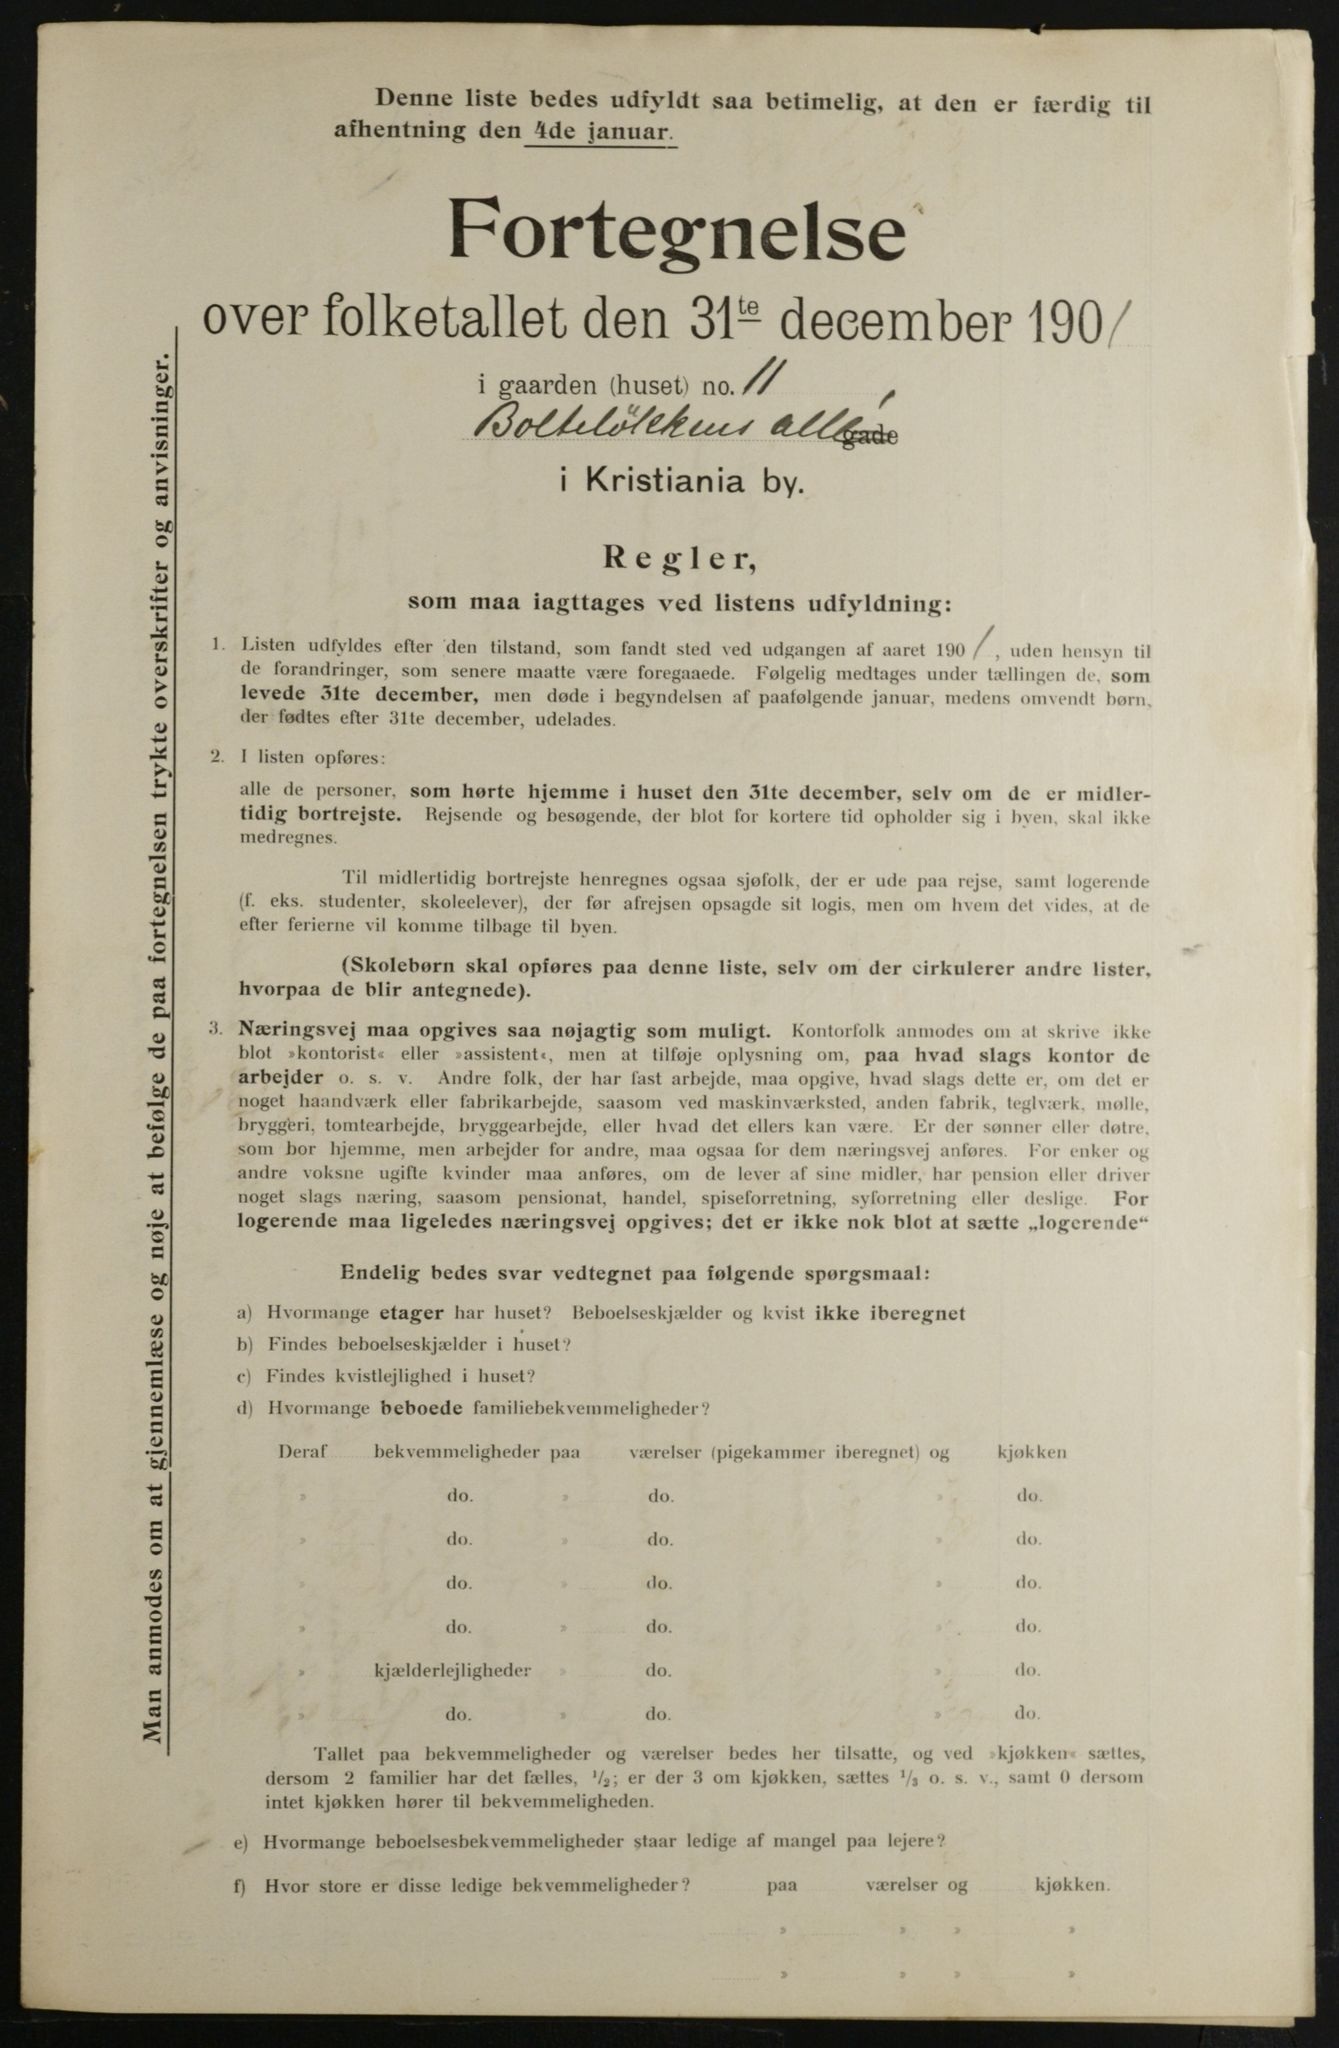 Denne liste bedes udfyldt saa betimelig, at den er færdig til
afhentning den 4de januar.
Fortegnelse
over folketallet den 31te december 1901
i gaarden (huset) no. 11
Bolteløkkens allé gade
i Kristiania by.
Regler,
som maa iagttages ved listens udfyldning:
1. Listen udfyldes efter den tilstand, som fandt sted ved udgangen af aaret 1901, uden hensyn til
de forandringer, som senere maatte være foregaaede. Følgelig medtages under tællingen de, som
levede 31te december, men døde i begyndelsen af paafølgende januar, medens omvendt børn,
der fødtes efter 31te december, udelades.
2. I listen opføres:
alle de personer, som hørte hjemme i huset den 31te december, selv om de er midler-
tidig bortrejste. Rejsende og besøgende, der blot for kortere tid opholder sig i byen, skal ikke
medregnes.
Til midlertidig bortrejste henregnes ogsaa sjøfolk, der er ude paa rejse, samt logerende
(f. eks. studenter, skoleelever), der før afrejsen opsagde sit logis, men om hvem det vides, at de
efter ferierne vil komme tilbage til byen.
(Skolebørn skal opføres paa denne liste, selv om der cirkulerer andre lister,
hvorpaa de blir antegnede).
3. Næringsvej maa opgives saa nøjagtig som muligt. Kontorfolk anmodes om at skrive ikke
blot »kontorist« eller »assistent«, men at tilføje oplysning om, paa hvad slags kontor de
arbejder o. s. v. Andre folk, der har fast arbejde, maa opgive, hvad slags dette er, om det er
noget haandværk eller fabrikarbejde, saasom ved maskinværksted, anden fabrik, teglværk, mølle,
bryggeri, tomtearbejde, bryggearbejde, eller hvad det ellers kan være. Er der sønner eller døtre,
som bor hjemme, men arbejder for andre, maa ogsaa for dem næringsvej anføres. For enker og
andre voksne ugifte kvinder maa anføres, om de lever af sine midler, har pension eller driver
noget slags næring, saasom pensionat, handel, spiseforretning, syforretning eller deslige. For
logerende maa ligeledes næringsvej opgives; det er ikke nok blot at sætte „logerende“
Endelig bedes svar vedtegnet paa følgende spørgsmaal:
a) Hvormange etager har huset? Beboelseskjælder og kvist ikke iberegnet
b) Findes beboelseskjælder i huset?
c) Findes kvistlejlighed i huset?
d) Hvormange beboede familiebekvemmeligheder?
Deraf bekvemmeligheder paa værelser (pigekammer iberegnet) og kjøkken
» do. » do. » do.
» do. » do. » do.
» do. » do. » do.
» do. » do. » do.
» kjælderlejligheder » do. » do.
» do. » do. » do.
Tallet paa bekvemmeligheder og værelser bedes her tilsatte, og ved »kjøkken« sættes,
dersom 2 familier har det fælles, 1/2; er der 3 om kjøkken, sættes 1/3 o. s. v., samt 0 dersom
intet kjøkken hører til bekvemmeligheden.
e) Hvormange beboelsesbekvemmeligheder staar ledige af mangel paa lejere?
f) Hvor store er disse ledige bekvemmeligheder? paa værelser og kjøkken.
» » » »
» » » »
Man anmodes om at gjennemlæse og nøje at befølge de paa fortegnelsen trykte overskrifter og anvisninger.